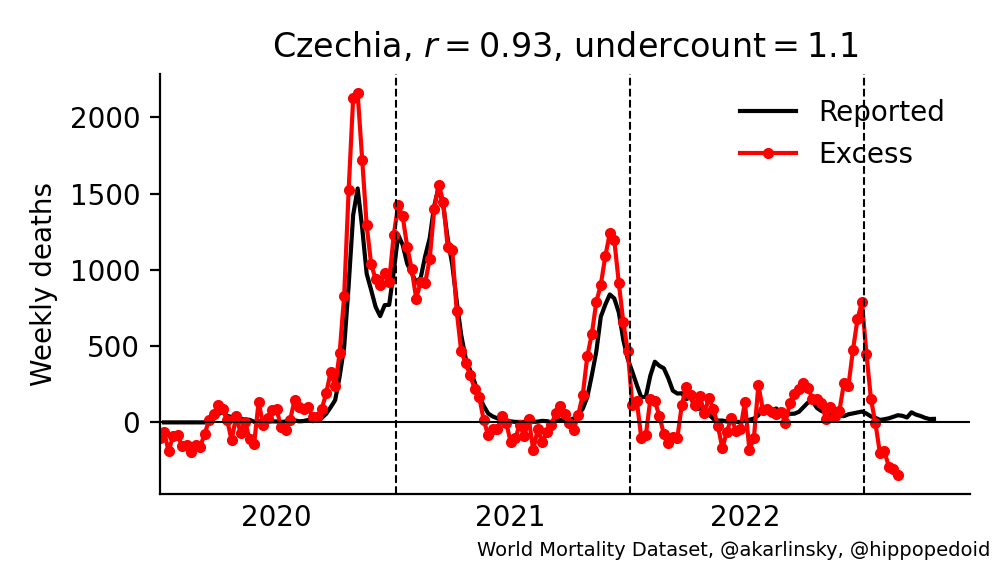 Czechia, r = 0.93, undercount = 1.1
Weekly deaths
2000
1500
1000
500
0
Reported
Excess
2020 2021 2022
World Mortality Dataset, @akarlinsky, @hippopedoid